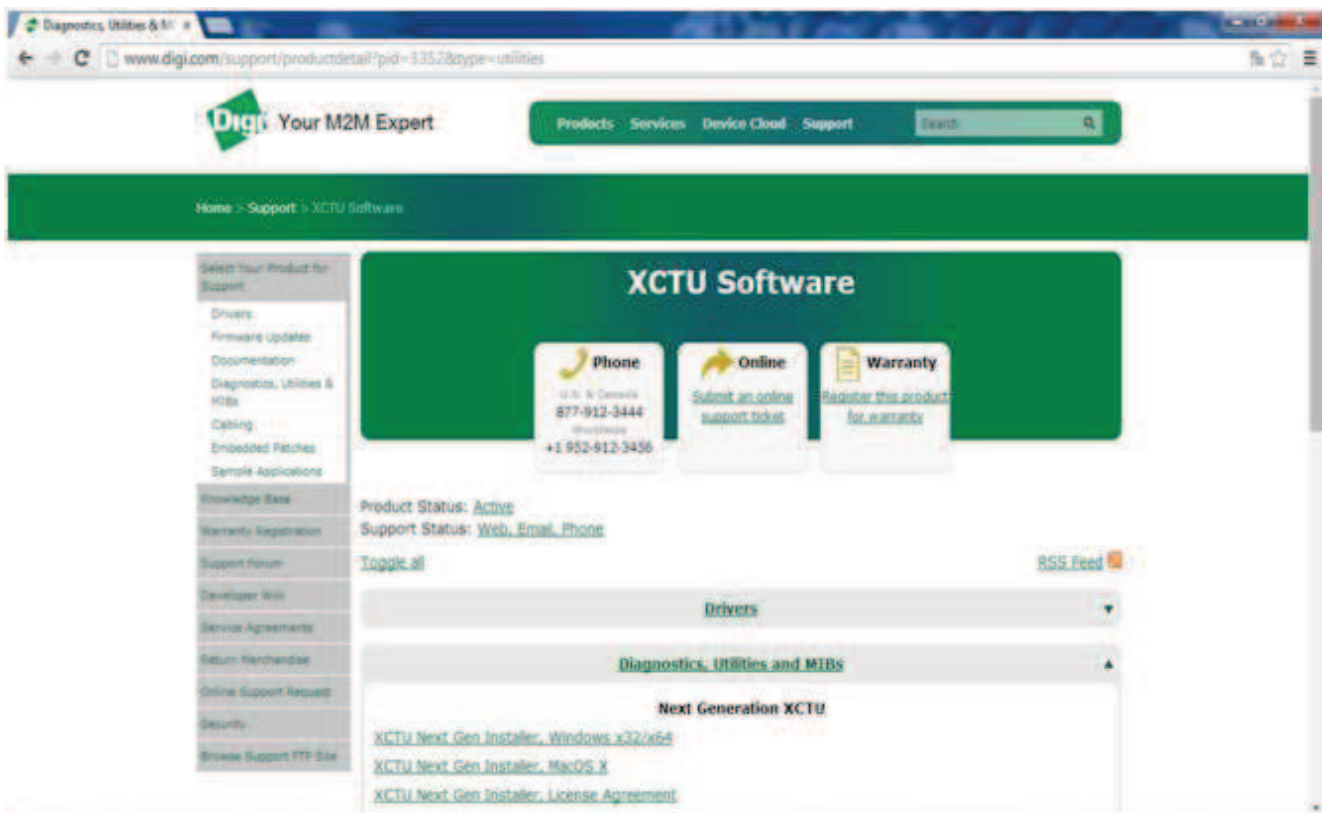 Diagnostics, Utilities & MI
www.digi.com/support/productdetail?pid=3352&type=utilities
Digi Your M2M Expert
Products Services Device Cloud Support Search
Home > Support > XCTU Software
Select Your Product for
Support
Drivers
Firmware Updates
Documentation
Diagnostics, Utilities &
MIBs
Cabling
Embedded Patches
Sample Applications
Knowledge Base
Warranty Registration
Support Forum
Developer Wiki
Service Agreements
Return Merchandise
Online Support Request
Security
Browse Support FTP Site
XCTU Software
Phone
U.S. & Canada
877-912-3444
Worldwide
+1 952-912-3456
Online
Submit an online
support ticket
Warranty
Register this product
for warranty
Product Status: Active
Support Status: Web, Email, Phone
Toggle all
RSS Feed
Drivers
Diagnostics, Utilities and MIBs
Next Generation XCTU
XCTU Next Gen Installer, Windows x32/x64
XCTU Next Gen Installer, MacOS X
XCTU Next Gen Installer, License Agreement